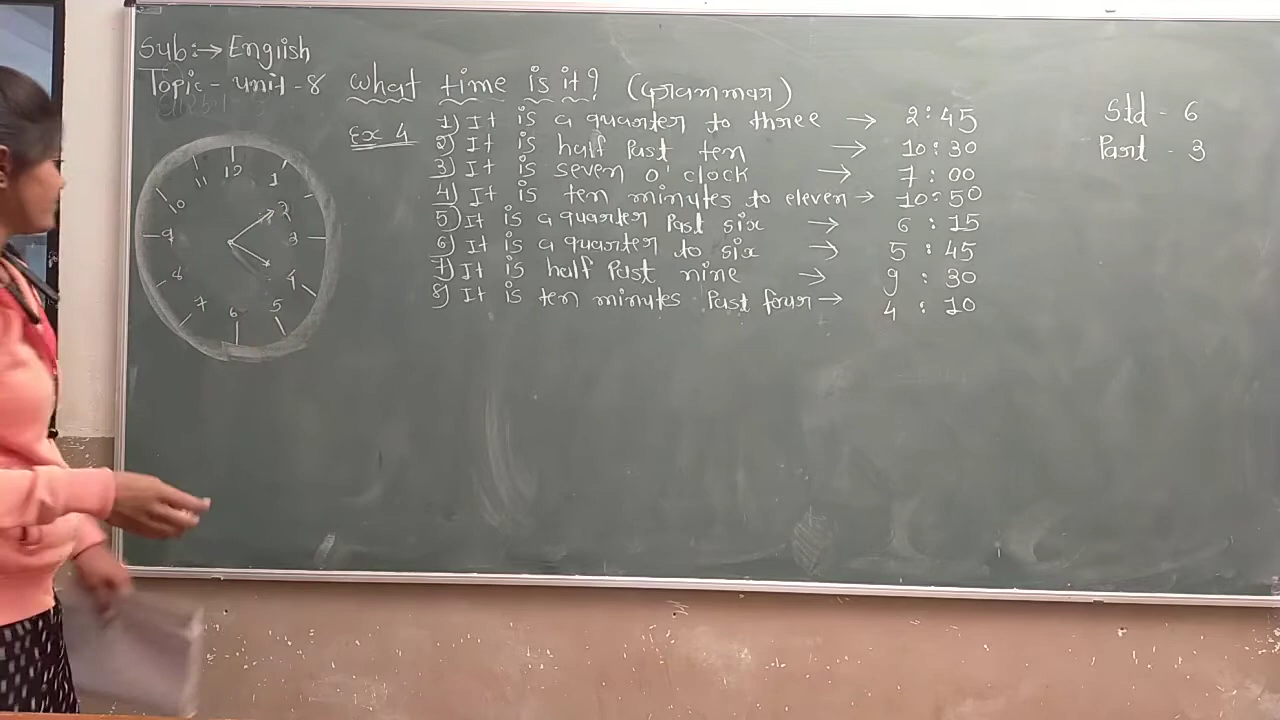 Sub:→ English
Topic - unit - 8 what time is it? (Grammar)
Std - 6
Part - 3
Ex 4
1) It is a quarter to three → 2:45
2) It is half Past ten → 10:30
3) It is seven o'clock → 7:00
4) It is ten minutes to eleven → 10:50
5) It is a quarter Past six → 6:15
6) It is a quarter to six → 5:45
7) It is half Past nine → 9:30
8) It is ten minutes Past four → 4:10
12
11 1
10 2
9 3
8 4
7 5
6